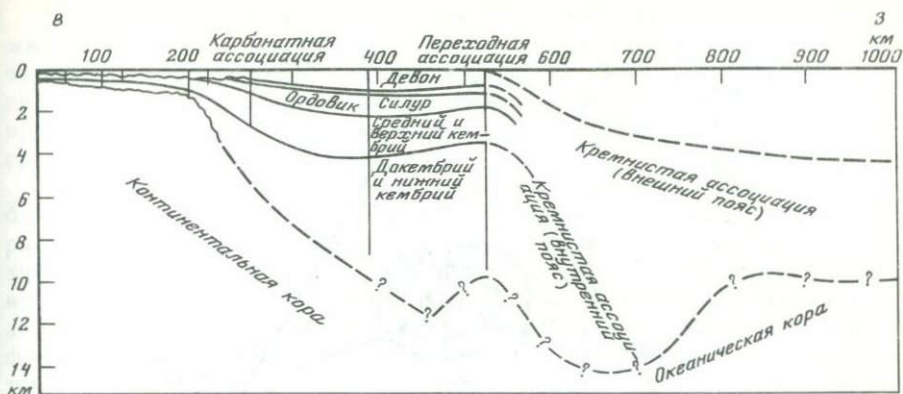 В
З
Карбонатная
ассоциация
Переходная
ассоциация
км
100
200
400
600
700
800
900
1000
0
2
4
6
8
10
12
14
км
Девон
Ордовик
Силур
Средний и
верхний кем-
брий
Докембрий
и нижний
кембрий
Континентальная кора
Кремнистая ассоци
ация (внутренний
пояс)
Кремнистая ассоциация
(внешний пояс)
Океаническая кора
? ? ? ? ? ? ? ? ? ?